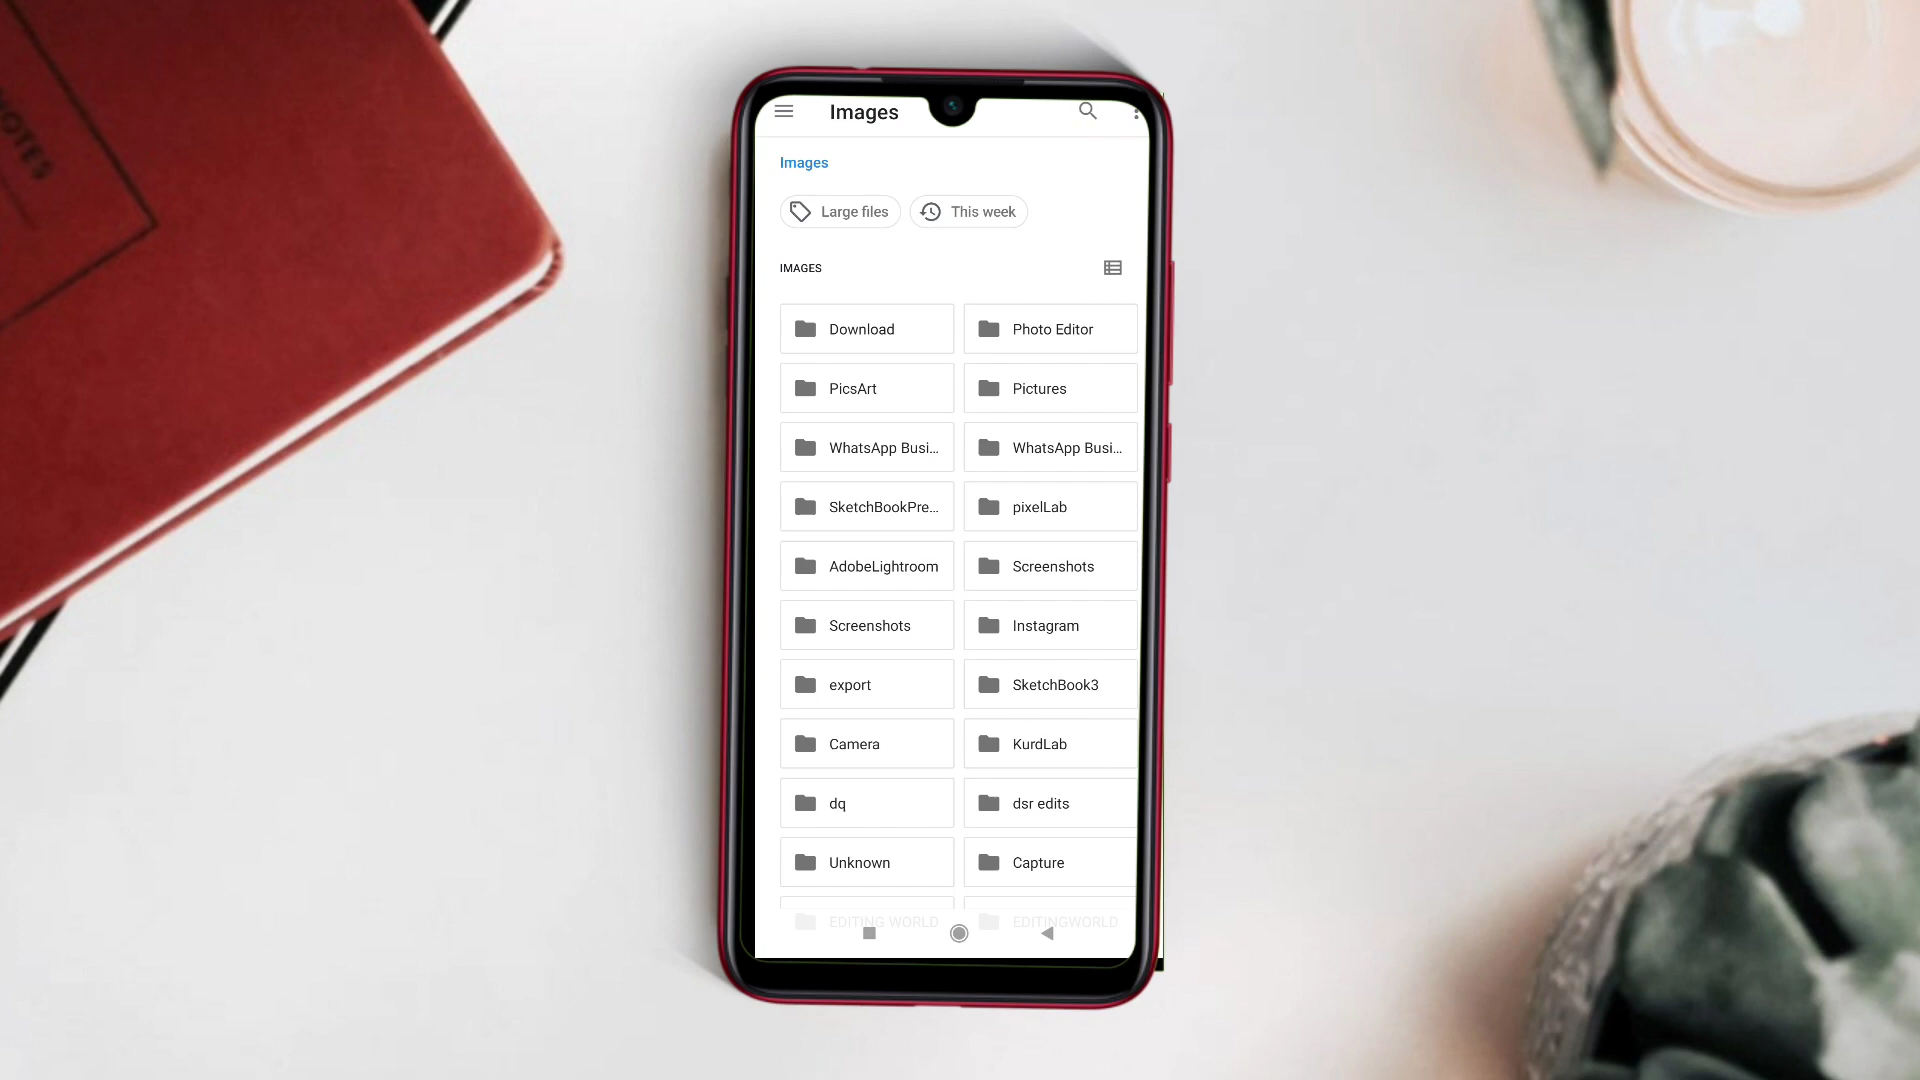 NOTES
Images
Images
Large files This week
IMAGES
Download Photo Editor
PicsArt Pictures
WhatsApp Busi... WhatsApp Busi...
SketchBookPre... pixelLab
AdobeLightroom Screenshots
Screenshots Instagram
export SketchBook3
Camera KurdLab
dq dsr edits
Unknown Capture
EDITING WORLD EDITINGWORLD